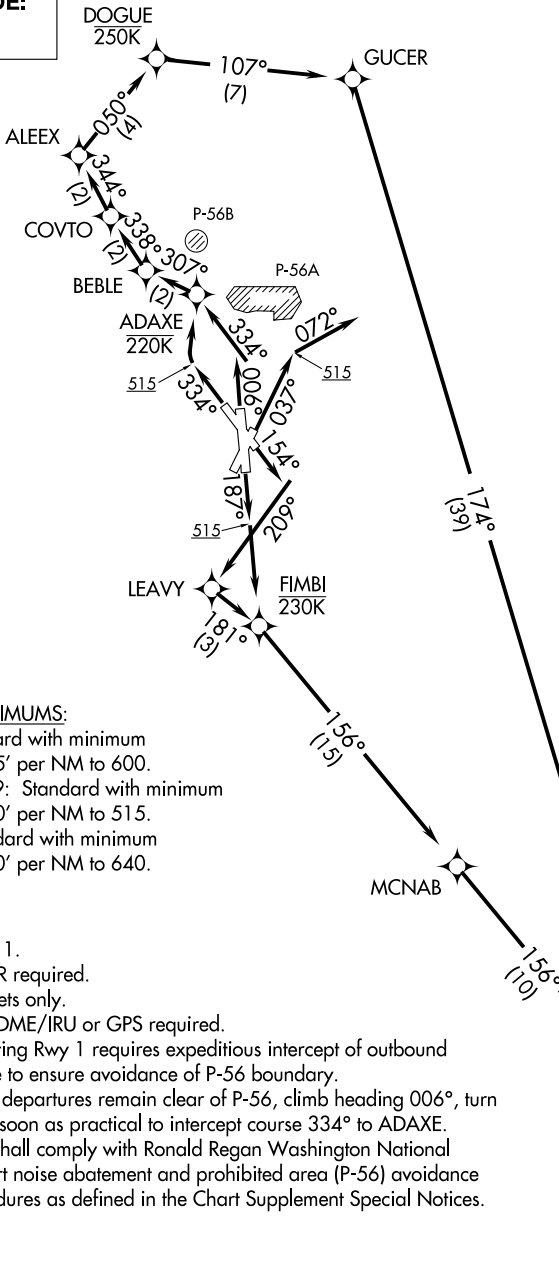 DOGUE
250K
107°
(7)
GUCER
050°
(4)
ALEEX
344°
(2)
COVTO
338°
(2)
P-56B
307°
(2)
BEBLE
P-56A
ADAXE
220K
334°
072°
515
515
334°
006°
037°
154°
187°
209°
515
174°
(39)
LEAVY
FIMBI
230K
181°
(3)
156°
(15)
IMUMS:
ard with minimum
5' per NM to 600.
9: Standard with minimum
0' per NM to 515.
dard with minimum
0' per NM to 640.
MCNAB
156°
(10)
1.
R required.
ets only.
DME/IRU or GPS required.
ing Rwy 1 requires expeditious intercept of outbound
e to ensure avoidance of P-56 boundary.
departures remain clear of P-56, climb heading 006°, turn
soon as practical to intercept course 334° to ADAXE.
hall comply with Ronald Regan Washington National
rt noise abatement and prohibited area (P-56) avoidance
dures as defined in the Chart Supplement Special Notices.